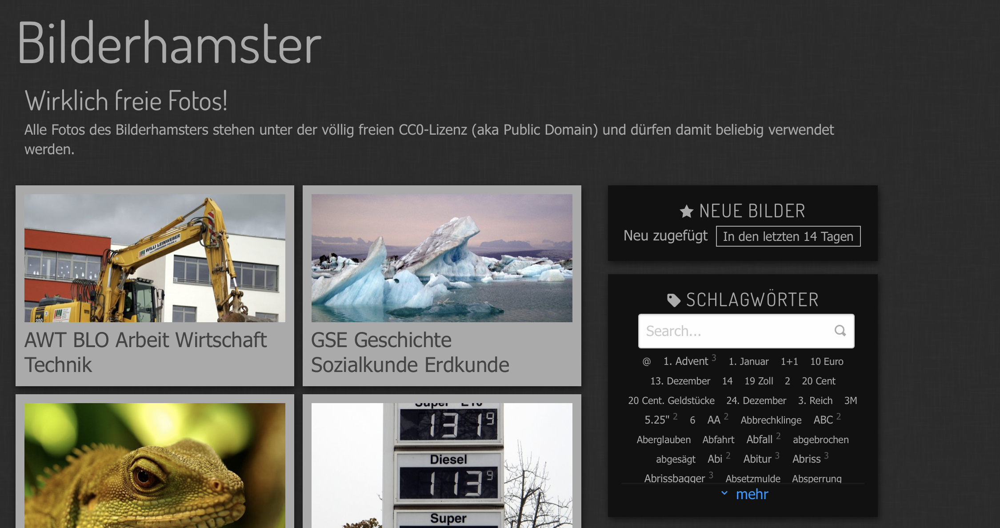 Bilderhamster
Wirklich freie Fotos!
Alle Fotos des Bilderhamsters stehen unter der völlig freien CC0-Lizenz (aka Public Domain) und dürfen damit beliebig verwendet
werden.
WILLI LEINWEBER
PW
200
AWT BLO Arbeit Wirtschaft
Technik
GSE Geschichte
Sozialkunde Erdkunde
Super E10
1319
Diesel
1139
Super
NEUE BILDER
Neu zugefügt In den letzten 14 Tagen
SCHLAGWÖRTER
Search...
@ 1. Advent 3 1. Januar 1+1 10 Euro
13. Dezember 14 19 Zoll 2 20 Cent
20 Cent. Geldstücke 24. Dezember 3. Reich 3M
5.25" 2 6 AA 2 Abbrechklinge ABC 2
Aberglauben Abfahrt Abfall 2 abgebrochen
abgesägt Abi 2 Abitur 3 Abriss 3
Abrissbagger 3 Absetzmulde Absperrung
mehr